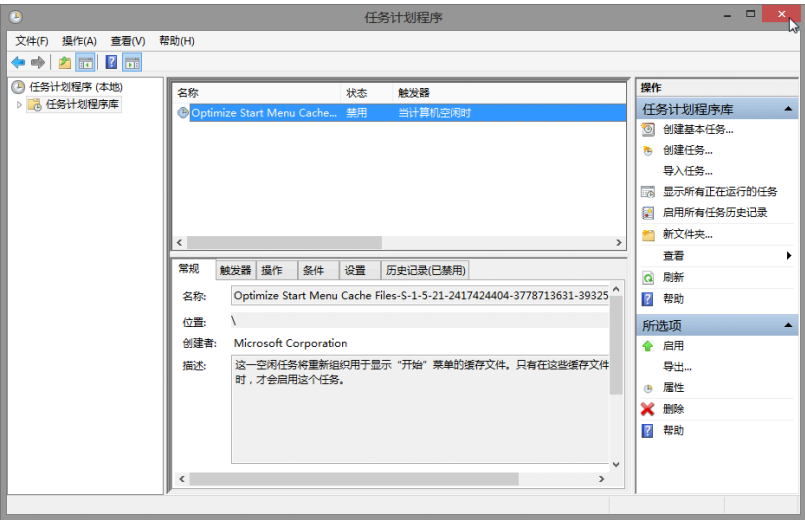 任务计划程序
文件(F) 操作(A) 查看(V) 帮助(H)
任务计划程序 (本地)
任务计划程序库
名称 状态 触发器
Optimize Start Menu Cache... 禁用 当计算机空闲时
常规 触发器 操作 条件 设置 历史记录(已禁用)
名称: Optimize Start Menu Cache Files-S-1-5-21-2417424404-3778713631-39325
位置: \
创建者: Microsoft Corporation
描述: 这一空闲任务将重新组织用于显示“开始”菜单的缓存文件。只有在这些缓存文件
时，才会启用这个任务。
操作
任务计划程序库
创建基本任务...
创建任务...
导入任务...
显示所有正在运行的任务
启用所有任务历史记录
新文件夹...
查看
刷新
帮助
所选项
启用
导出...
属性
删除
帮助